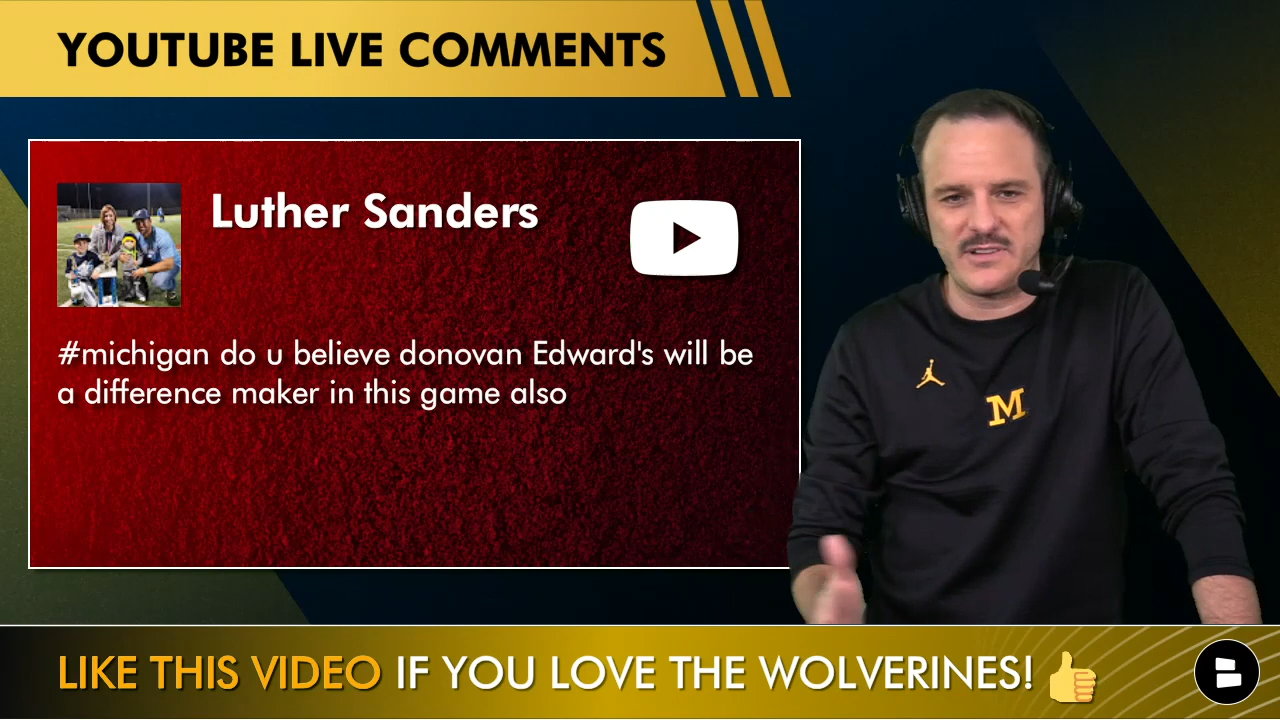 YOUTUBE LIVE COMMENTS
Luther Sanders
#michigan do u believe donovan Edward's will be
a difference maker in this game also
M
LIKE THIS VIDEO IF YOU LOVE THE WOLVERINES!